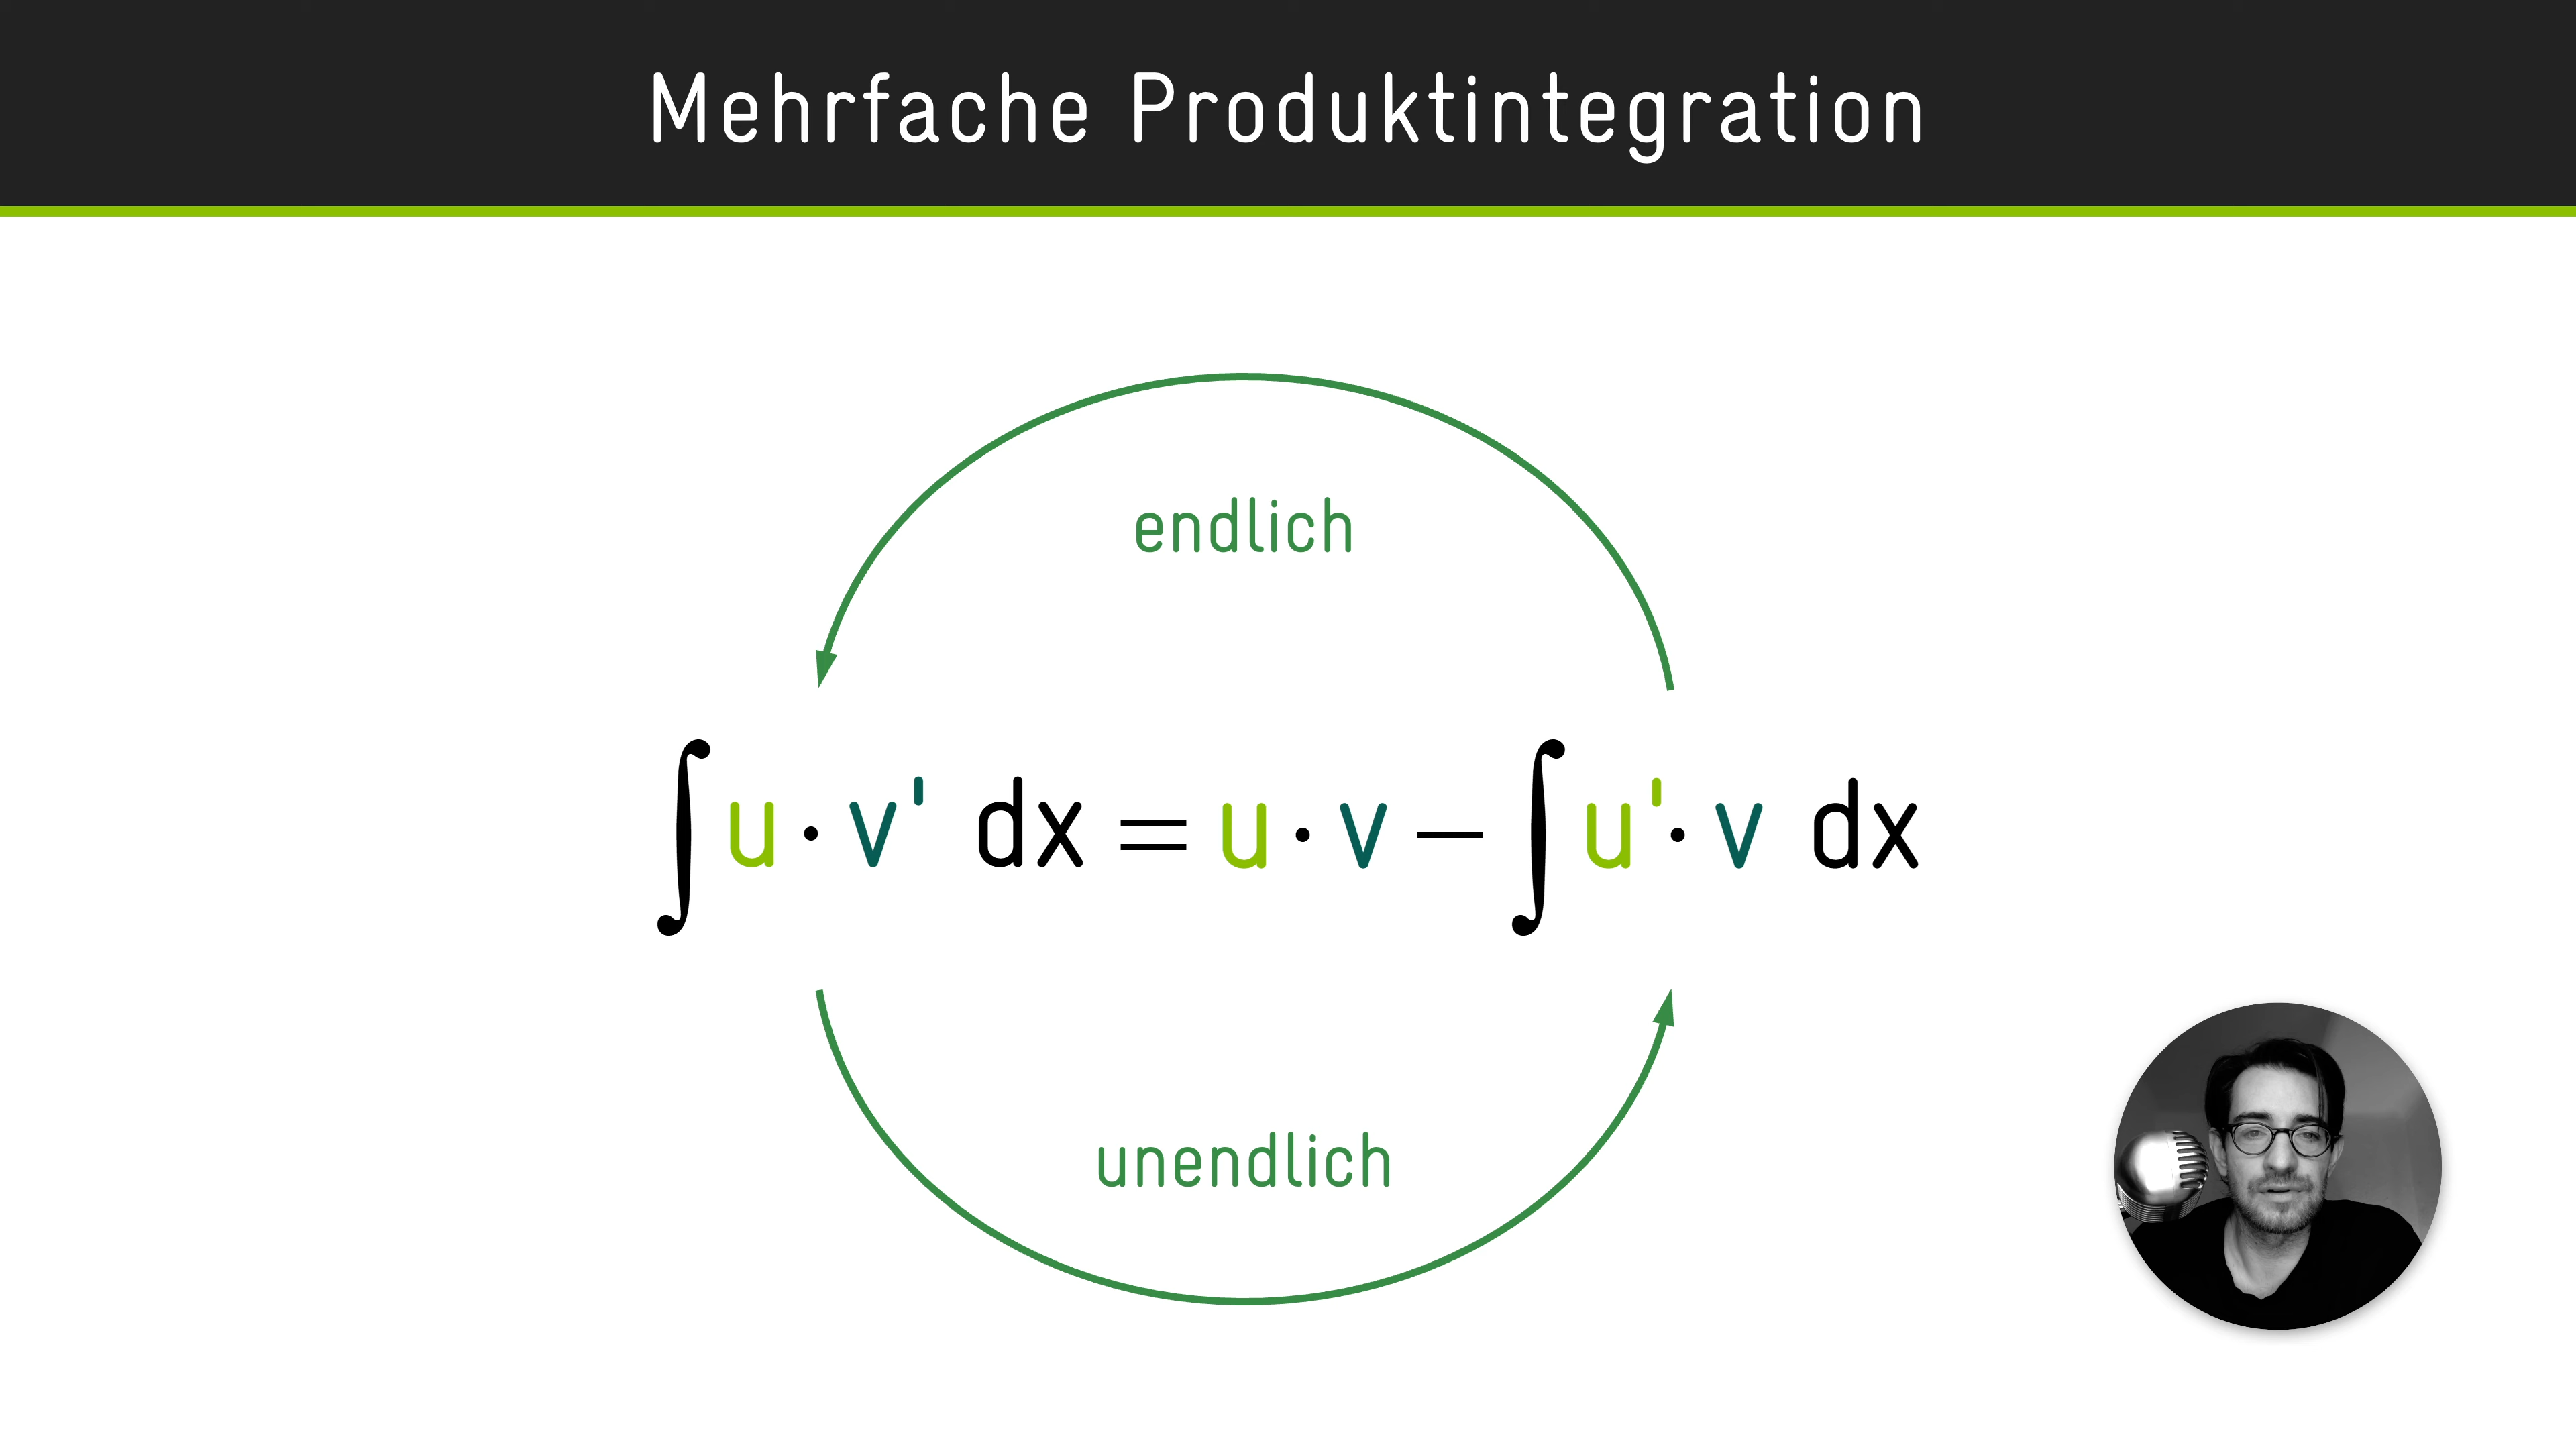 Mehrfache Produktintegration
endlich
∫ u · v' dx = u · v − ∫ u' · v dx
unendlich